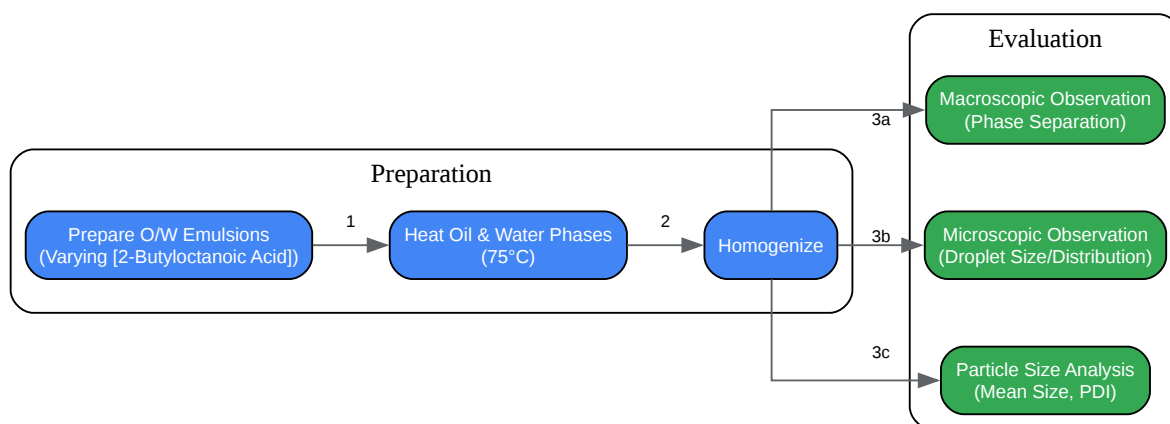 Evaluation
Macroscopic Observation
(Phase Separation)
3a
Preparation
Prepare O/W Emulsions
(Varying [2-Butyloctanoic Acid])
1
Heat Oil & Water Phases
(75°C)
2
Homogenize
3b
Microscopic Observation
(Droplet Size/Distribution)
3c
Particle Size Analysis
(Mean Size, PDI)